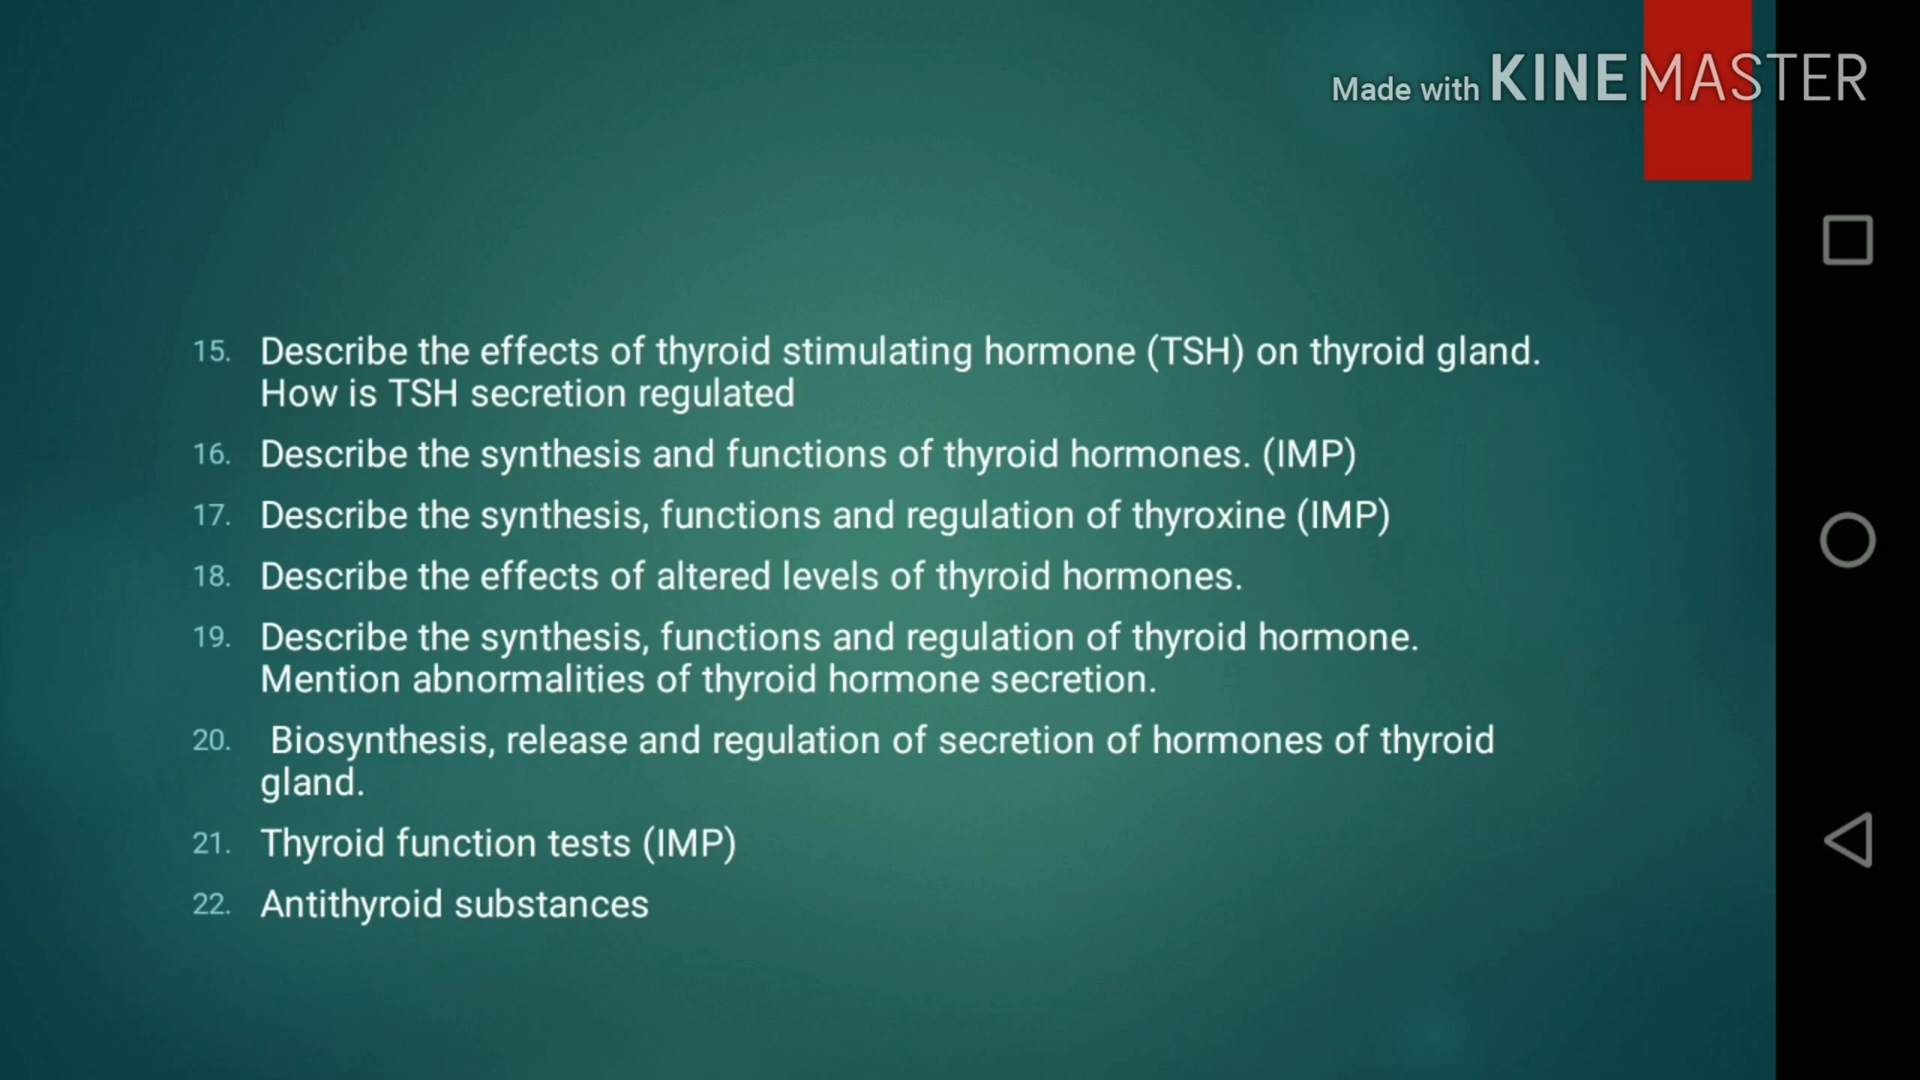 Made with KINEMASTER
15. Describe the effects of thyroid stimulating hormone (TSH) on thyroid gland.
How is TSH secretion regulated
16. Describe the synthesis and functions of thyroid hormones. (IMP)
17. Describe the synthesis, functions and regulation of thyroxine (IMP)
18. Describe the effects of altered levels of thyroid hormones.
19. Describe the synthesis, functions and regulation of thyroid hormone.
Mention abnormalities of thyroid hormone secretion.
20. Biosynthesis, release and regulation of secretion of hormones of thyroid
gland.
21. Thyroid function tests (IMP)
22. Antithyroid substances